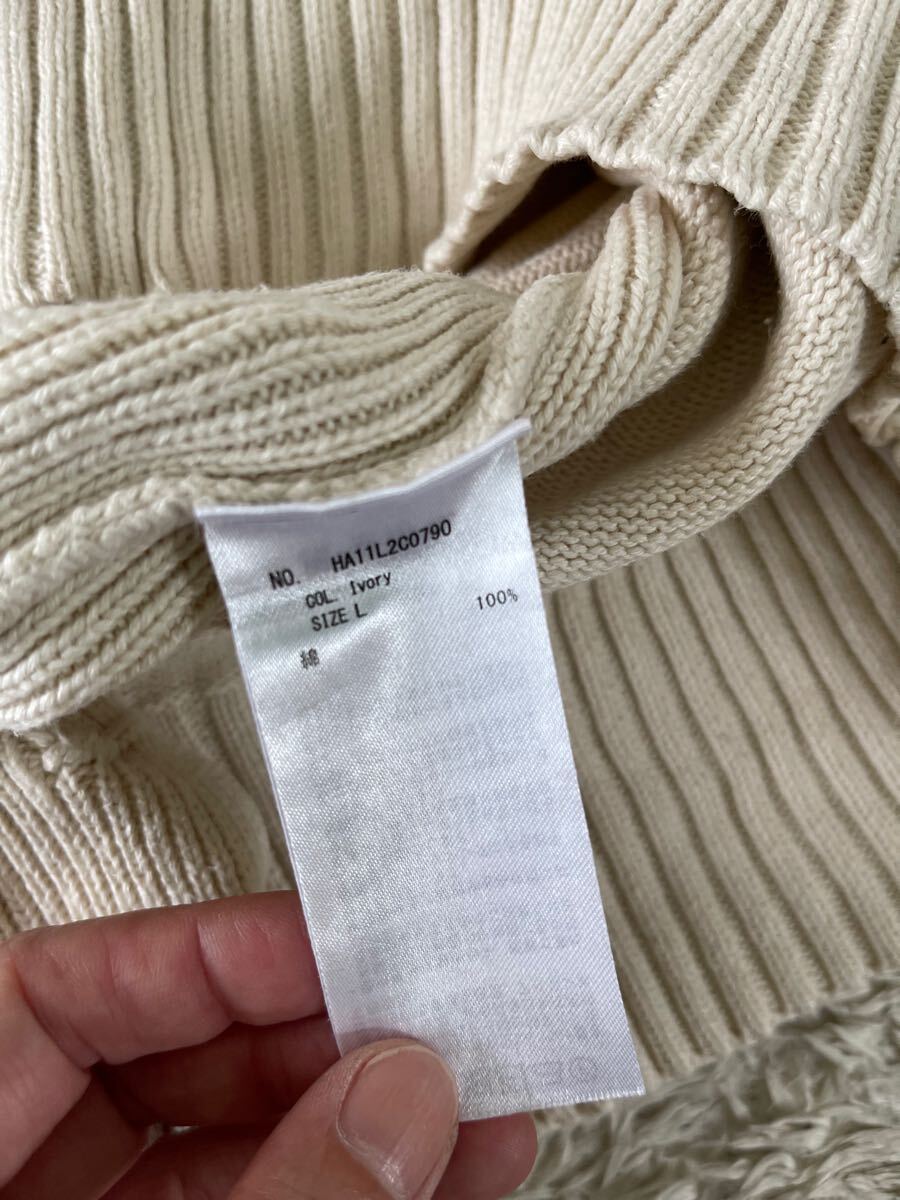 NO. HA11L2C0790
COL. Ivory
SIZE L
綿 100%